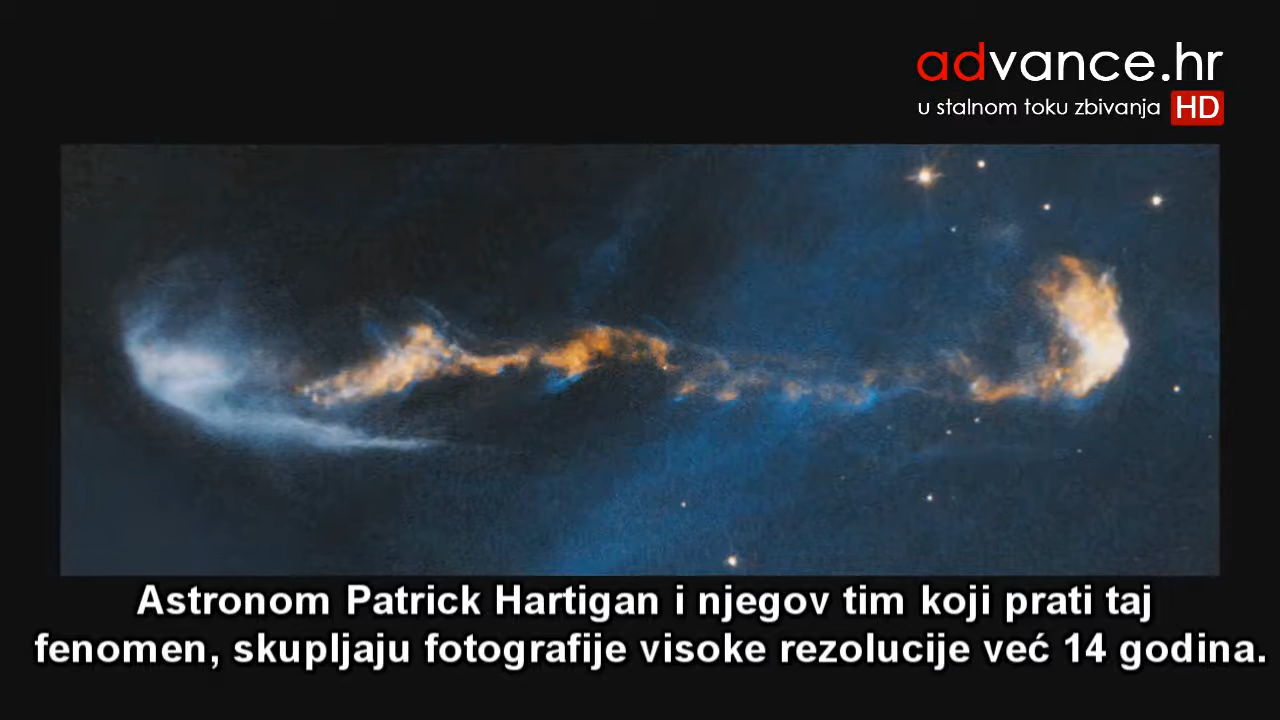 advance.hr
u stalnom toku zbivanja HD
Astronom Patrick Hartigan i njegov tim koji prati taj
fenomen, skupljaju fotografije visoke rezolucije već 14 godina.